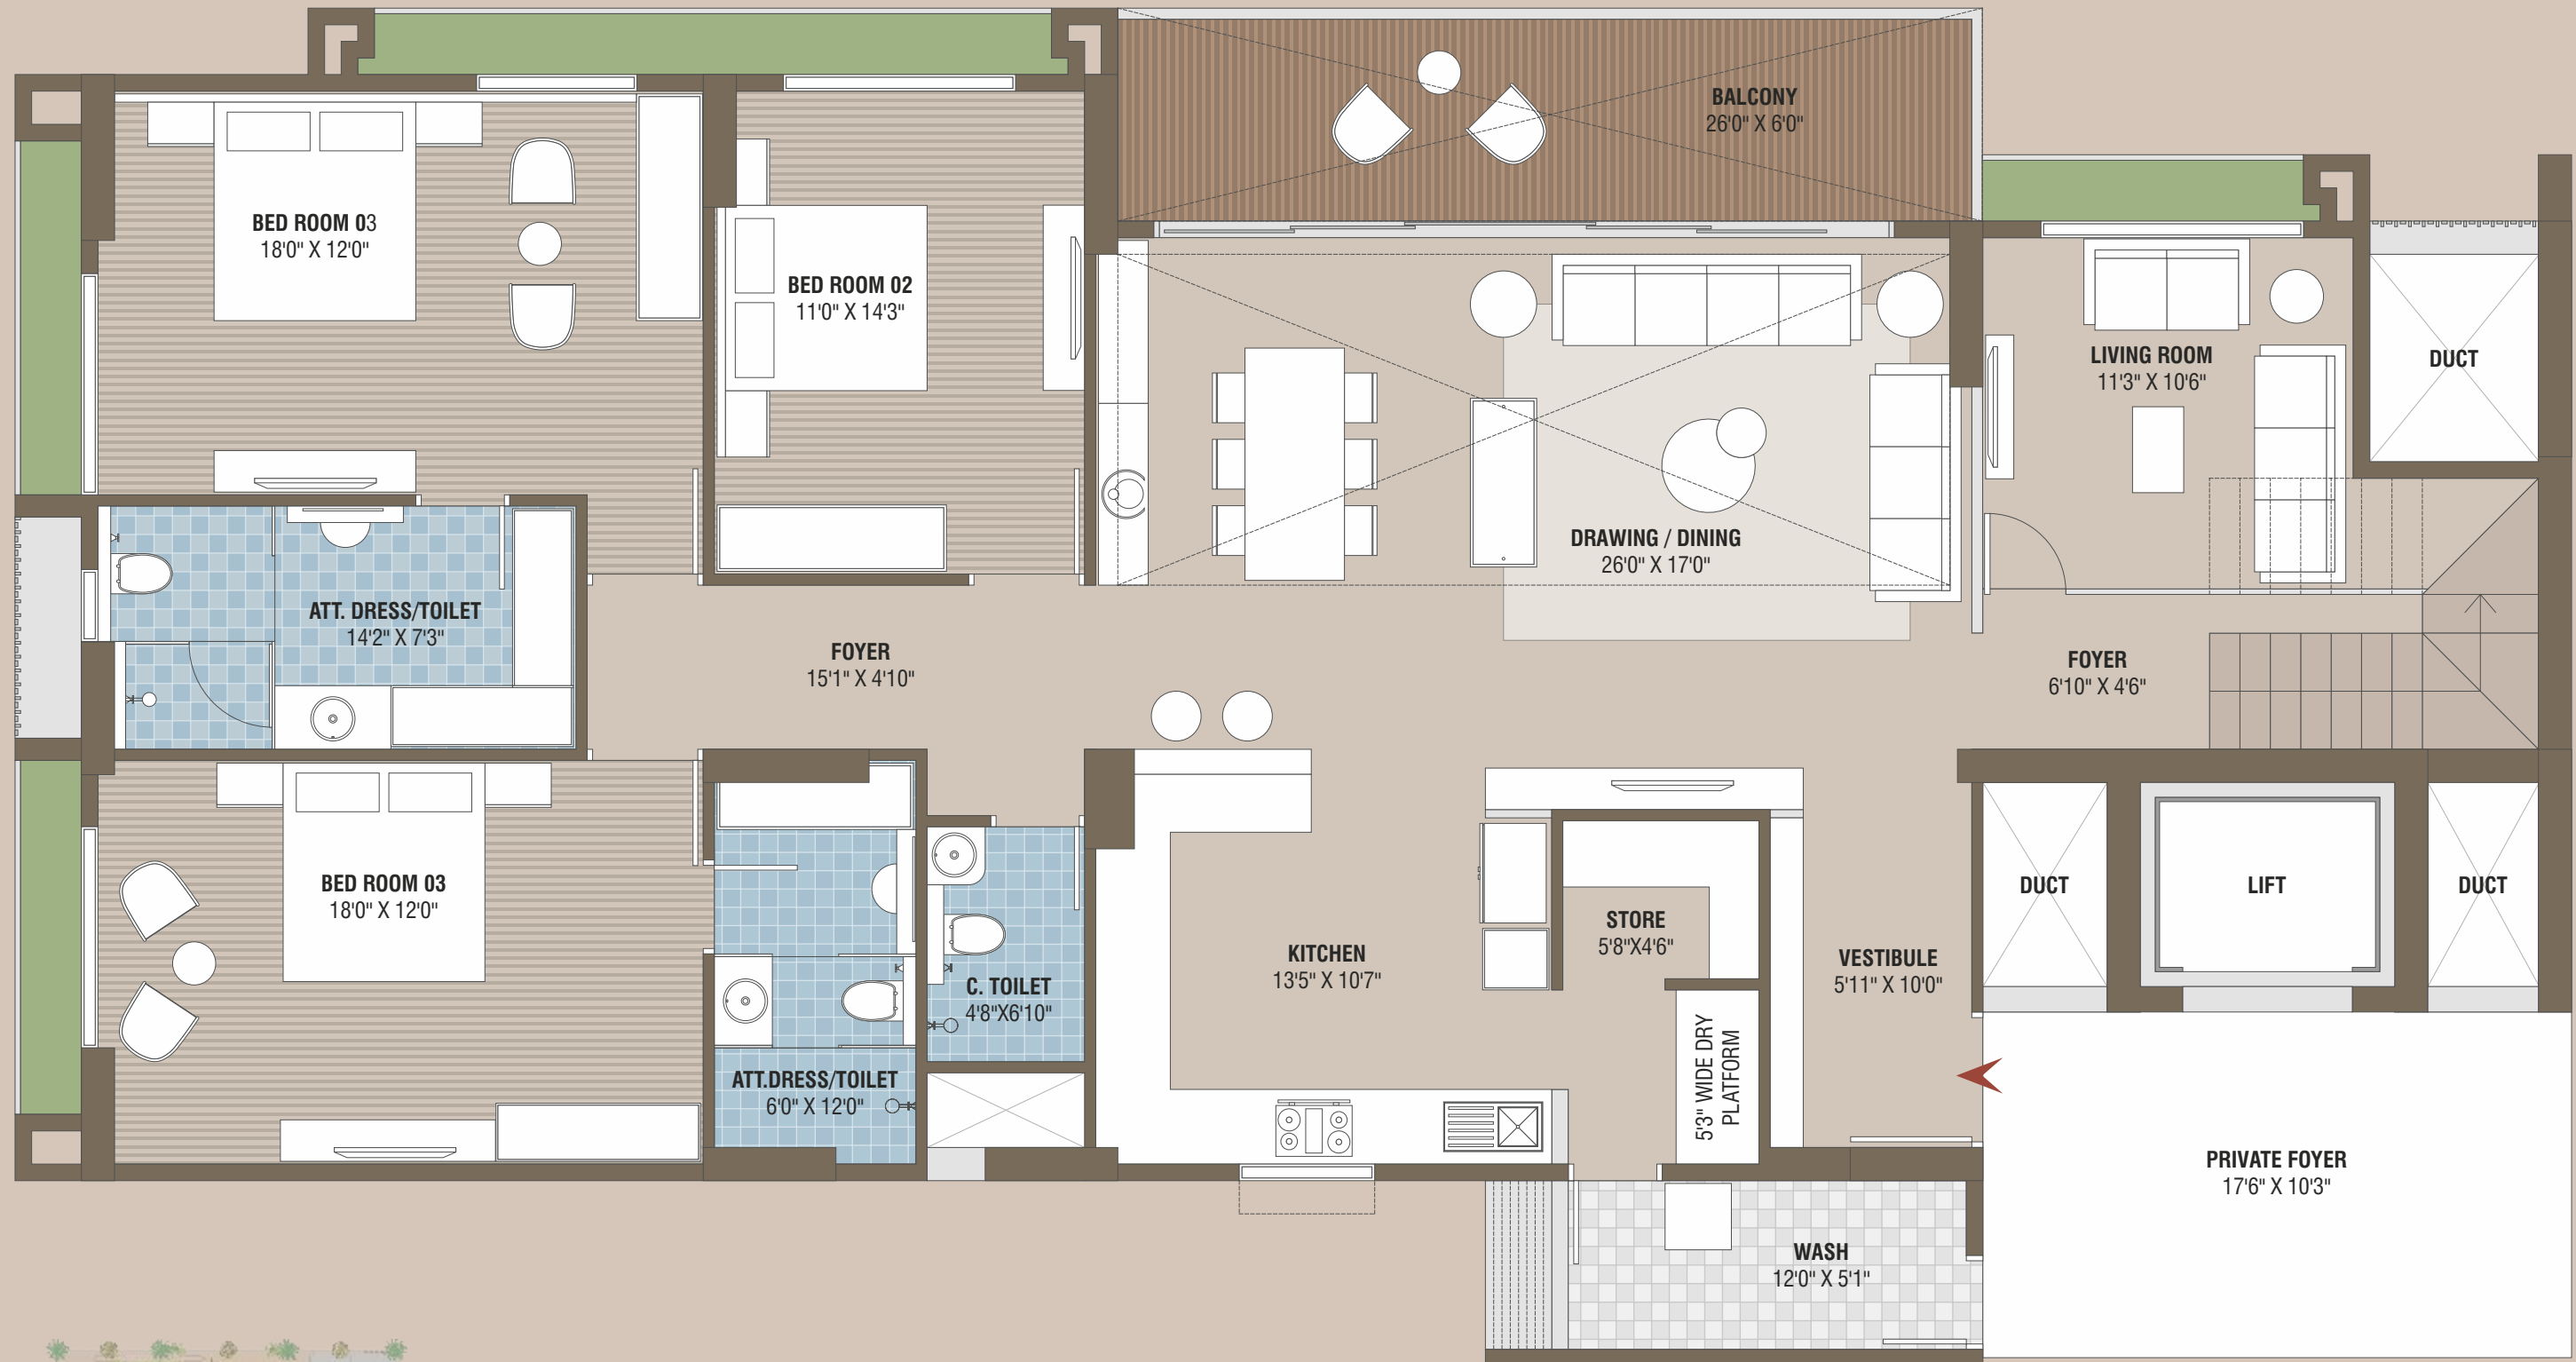 BALCONY
26'0" X 6'0"
BED ROOM 03
18'0" X 12'0"
BED ROOM 02
11'0" X 14'3"
LIVING ROOM
11'3" X 10'6"
DUCT
DRAWING / DINING
26'0" X 17'0"
ATT. DRESS/TOILET
14'2" X 7'3"
FOYER
15'1" X 4'10"
FOYER
6'10" X 4'6"
BED ROOM 03
18'0" X 12'0"
ATT.DRESS/TOILET
6'0" X 12'0"
C. TOILET
4'8"X6'10"
KITCHEN
13'5" X 10'7"
STORE
5'8"X4'6"
5'3" WIDE DRY
PLATFORM
VESTIBULE
5'11" X 10'0"
DUCT
LIFT
DUCT
PRIVATE FOYER
17'6" X 10'3"
WASH
12'0" X 5'1"